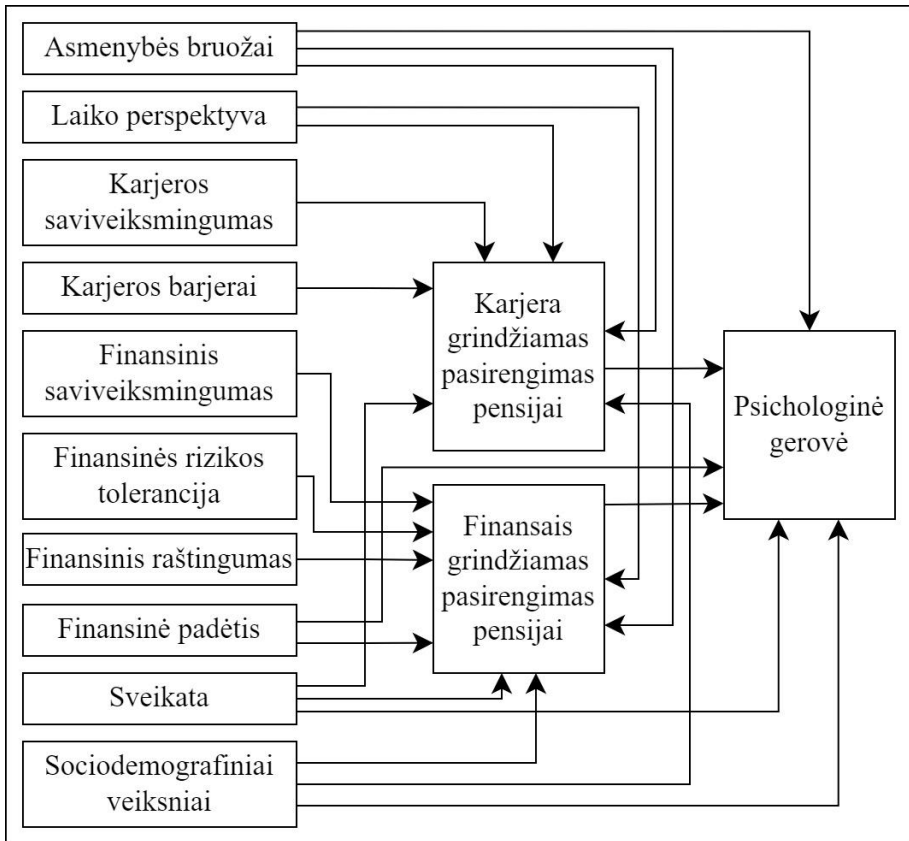 Asmenybės bruožai
Laiko perspektyva
Karjeros
saviveiksmingumas
Karjeros barjerai
Finansinis
saviveiksmingumas
Finansinės rizikos
tolerancija
Finansinis raštingumas
Finansinė padėtis
Sveikata
Sociodemografiniai
veiksniai
Karjera
grindžiamas
pasirengimas
pensijai
Finansais
grindžiamas
pasirengimas
pensijai
Psichologinė
gerovė